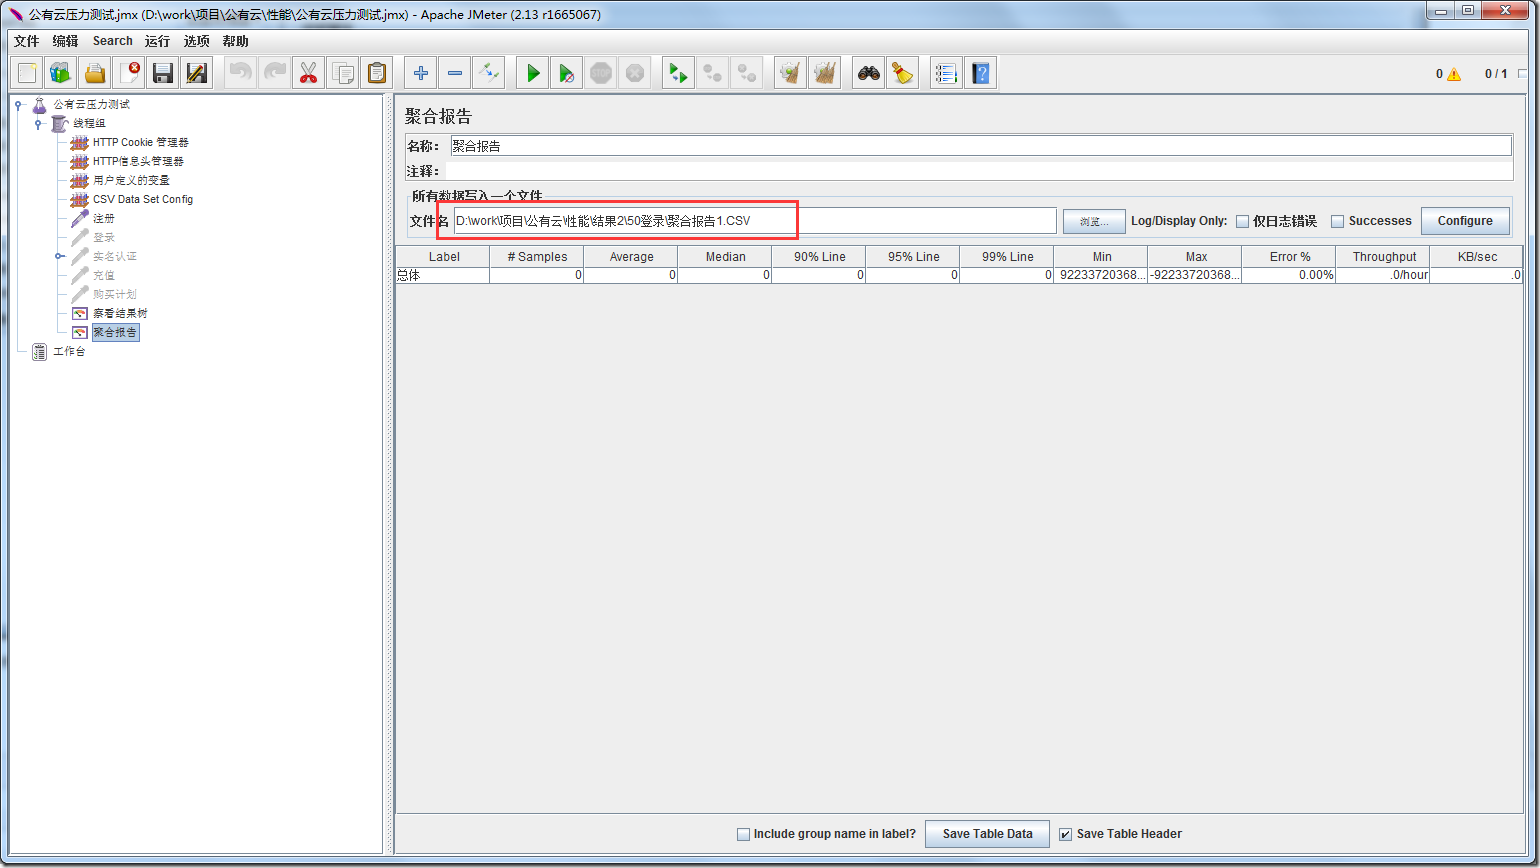 公有云压力测试.jmx (D:\work\项目\公有云\性能\公有云压力测试.jmx) - Apache JMeter (2.13 r1665067)
文件 编辑 Search 运行 选项 帮助
STOP
0 0 / 1
公有云压力测试
线程组
HTTP Cookie 管理器
HTTP信息头管理器
用户定义的变量
CSV Data Set Config
注册
登录
实名认证
充值
购买计划
察看结果树
聚合报告
工作台
聚合报告
名称： 聚合报告
注释：
所有数据写入一个文件
文件名 D:\work\项目\公有云\性能\结果2\50登录\聚合报告1.CSV 浏览... Log/Display Only: 仅日志错误 Successes Configure
Label # Samples Average Median 90% Line 95% Line 99% Line Min Max Error % Throughput KB/sec
总体 0 0 0 0 0 0 92233720368... -92233720368... 0.00% .0/hour .0
Include group name in label? Save Table Data Save Table Header